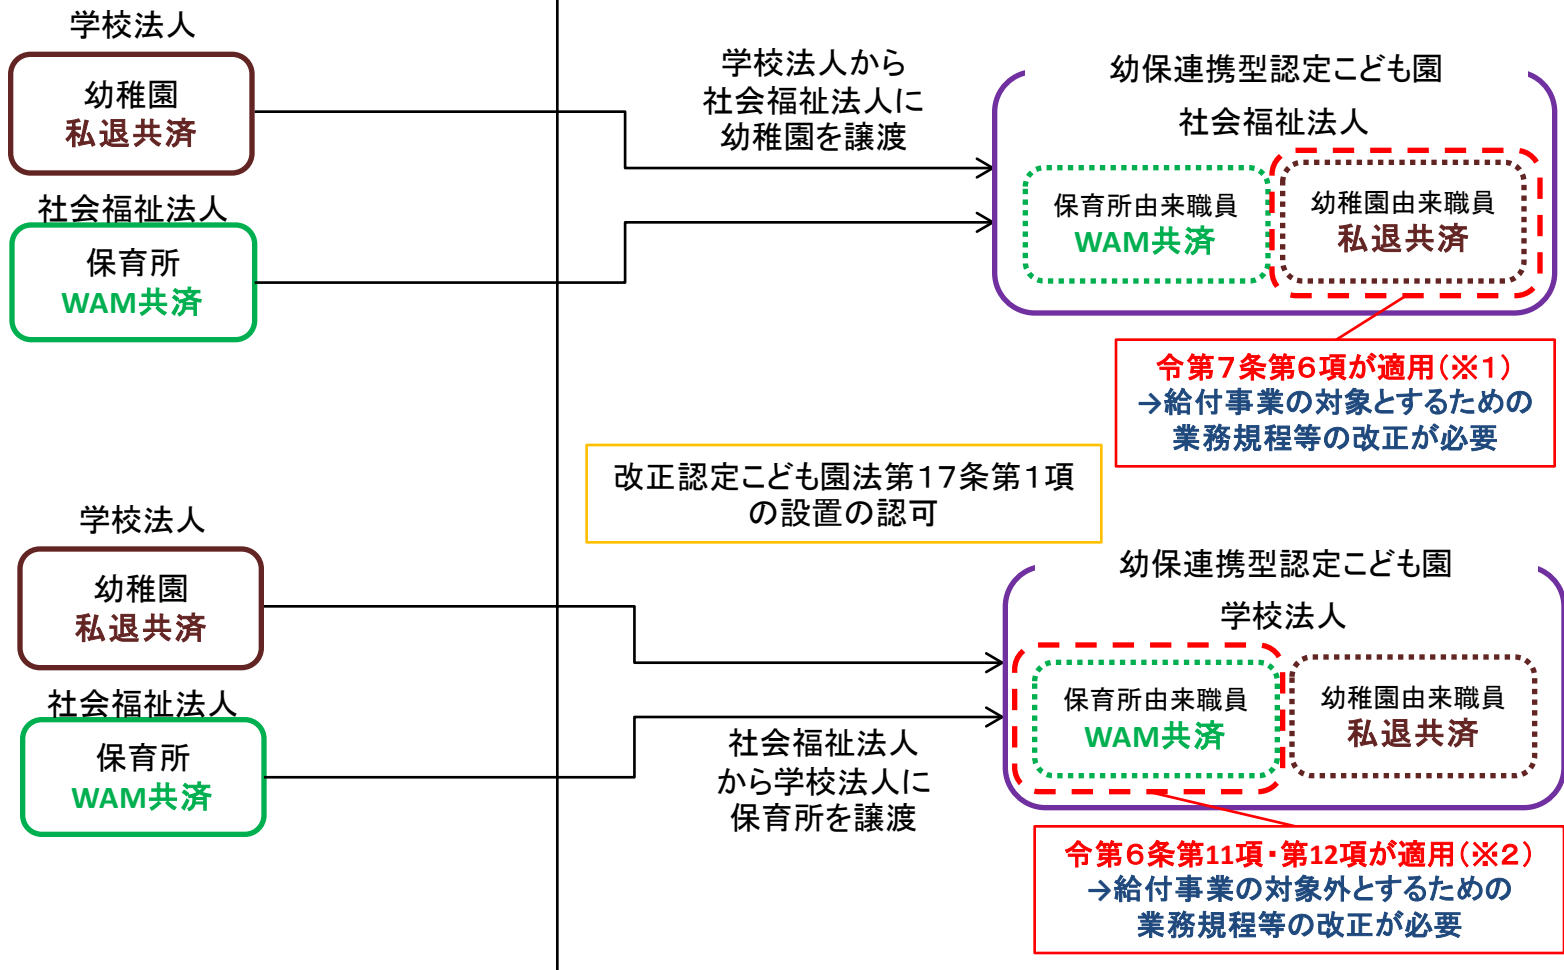 学校法人
幼稚園
私退共済
社会福祉法人
保育所
WAM共済
学校法人から
社会福祉法人に
幼稚園を譲渡
幼保連携型認定こども園
社会福祉法人
保育所由来職員
WAM共済
幼稚園由来職員
私退共済
令第７条第６項が適用(※１)
→給付事業の対象とするための
業務規程等の改正が必要
改正認定こども園法第１７条第１項
の設置の認可
学校法人
幼稚園
私退共済
社会福祉法人
保育所
WAM共済
社会福祉法人
から学校法人に
保育所を譲渡
幼保連携型認定こども園
学校法人
保育所由来職員
WAM共済
幼稚園由来職員
私退共済
令第６条第11項・第12項が適用(※２)
→給付事業の対象外とするための
業務規程等の改正が必要